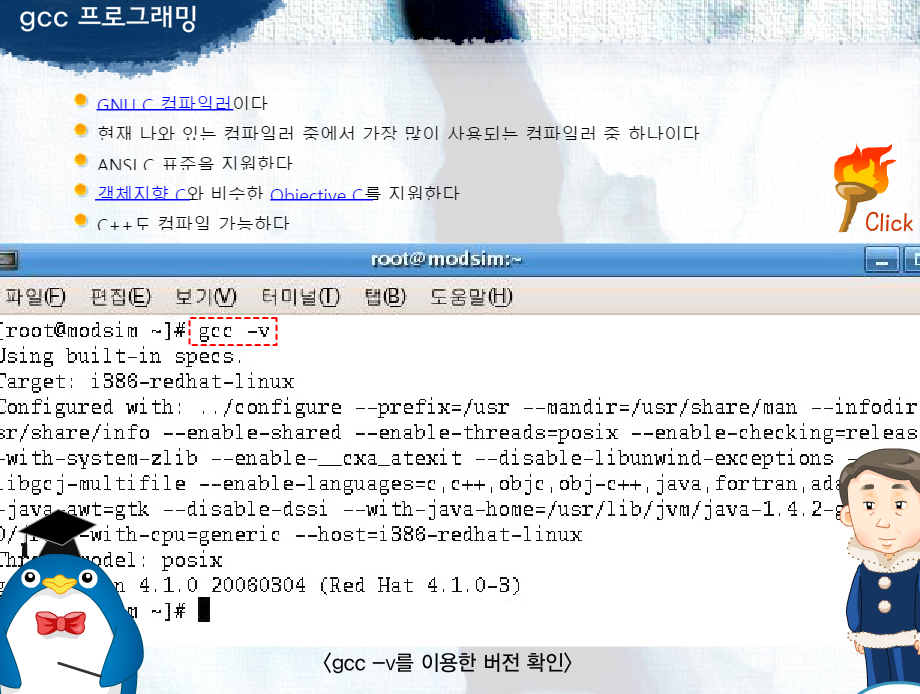 gcc 프로그래밍
GNU C 컴파일러이다
현재 나와 있는 컴파일러 중에서 가장 많이 사용되는 컴파일러 중 하나이다
ANSI C 표준을 지원한다
객체지향 C와 비슷한 Objective C를 지원한다
C++도 컴파일 가능하다
Click
root@modsim:~
파일(F) 편집(E) 보기(V) 터미널(T) 탭(B) 도움말(H)
[root@modsim ~]# gcc -v
Using built-in specs.
Target: i386-redhat-linux
Configured with: ../configure --prefix=/usr --mandir=/usr/share/man --infodir
sr/share/info --enable-shared --enable-threads=posix --enable-checking=releas
-with-system-zlib --enable-__cxa_atexit --disable-libunwind-exceptions -
libgcj-multifile --enable-languages=c,c++,objc,obj-c++,java,fortran,ada
-java-awt=gtk --disable-dssi --with-java-home=/usr/lib/jvm/java-1.4.2-g
0/j -with-cpu=generic --host=i386-redhat-linux
model: posix
4.1.0 20060304 (Red Hat 4.1.0-3)
~]#
〈gcc –v를 이용한 버전 확인〉